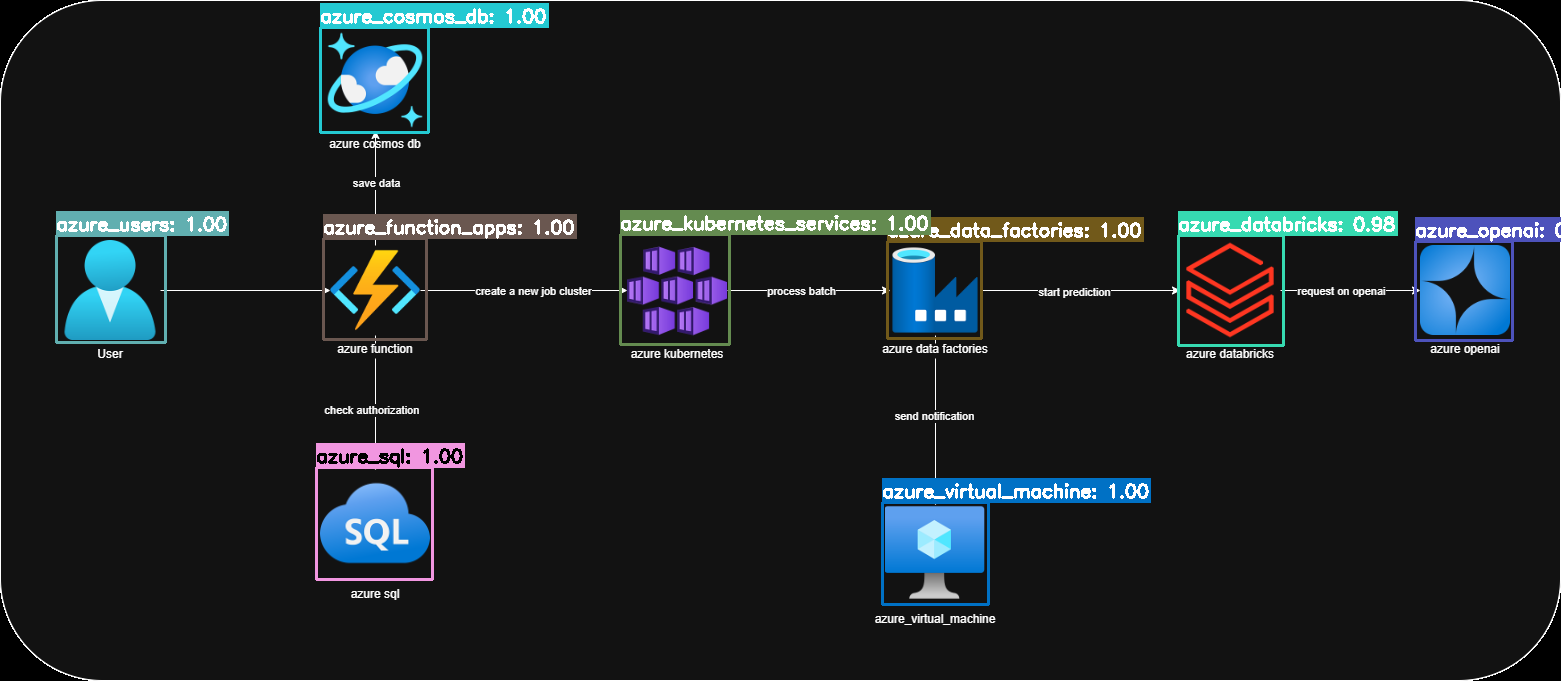 azure_cosmos_db: 1.00
azure cosmos db
save data
azure_users: 1.00
User
azure_function_apps: 1.00
azure function
create a new job cluster
azure_kubernetes_services: 1.00
azure kubernetes
process batch
e_data_factories: 1.00
azure data factories
start prediction
azure_databricks: 0.98
azure databricks
request on openai
azure_openai:
azure openai
check authorization
send notification
azure_sql: 1.00
SQL
azure sql
azure_virtual_machine: 1.00
azure_virtual_machine